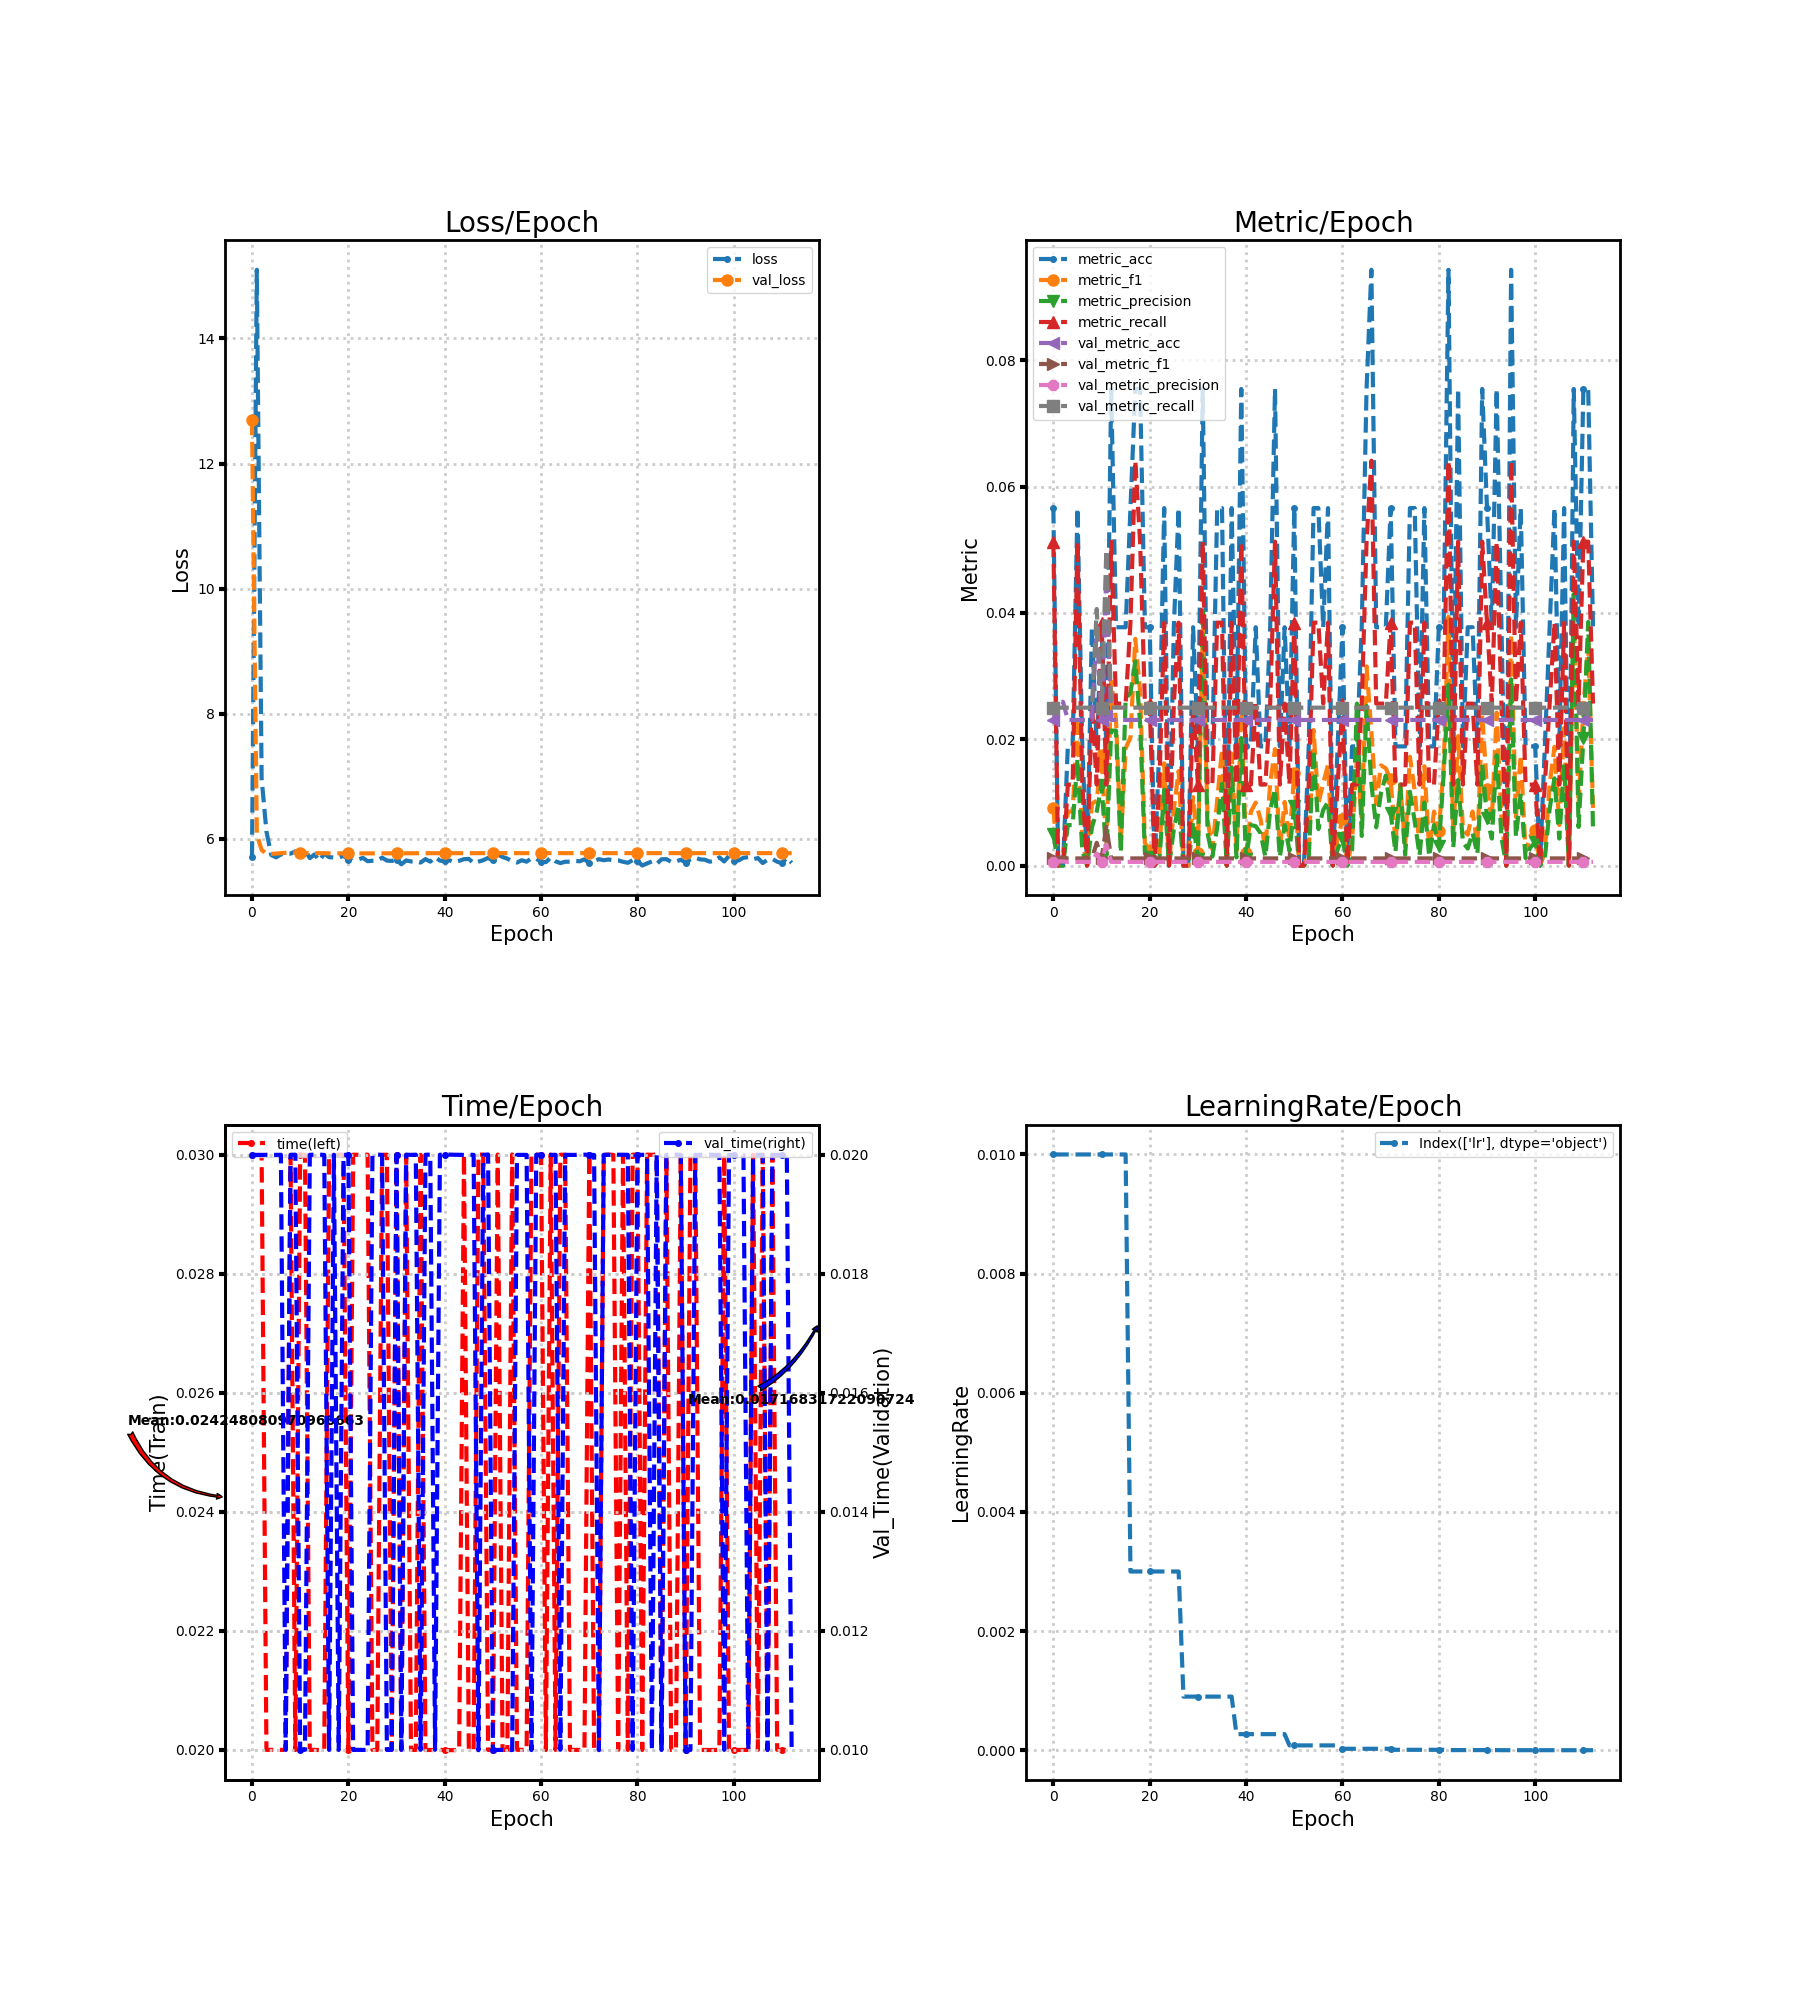 Loss/Epoch
Loss
14
12
10
8
6
0
20
40
60
80
100
Epoch
loss
val_loss
Metric/Epoch
Metric
0.08
0.06
0.04
0.02
0.00
0
20
40
60
80
100
Epoch
metric_acc
metric_f1
metric_precision
metric_recall
val_metric_acc
val_metric_f1
val_metric_precision
val_metric_recall
Time/Epoch
Time(Tran)
0.030
0.028
0.026
0.024
0.022
0.020
0
20
40
60
80
100
Epoch
time(left)
val_time(right)
0.020
0.018
0.016
0.014
0.012
0.010
Val_Time(Validation)
LearningRate/Epoch
LearningRate
0.010
0.008
0.006
0.004
0.002
0.000
0
20
40
60
80
100
Epoch
Index(['lr'], dtype='object')